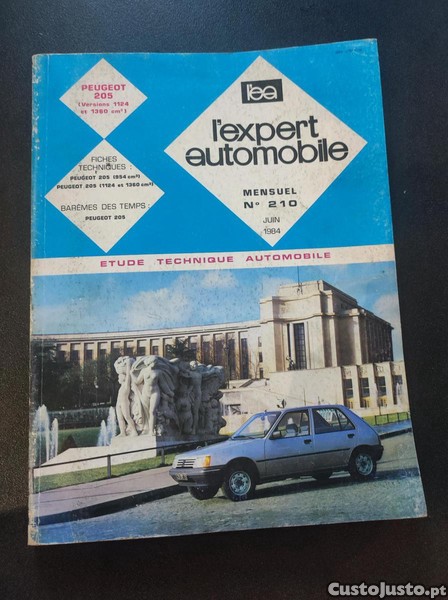 PEUGEOT
205
(Versions 1124
et 1360 cm³)
FICHES
TECHNIQUES :
PEUGEOT 205 (954 cm³)
PEUGEOT 205 (1124 et 1360 cm³)
BARÈMES DES TEMPS :
PEUGEOT 205
l'ea
l'expert
automobile
MENSUEL
N° 210
JUIN
1984
ETUDE TECHNIQUE AUTOMOBILE
CustoJusto.pt